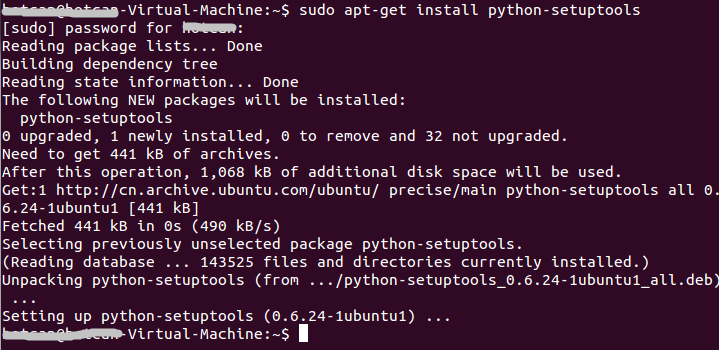 -Virtual-Machine:~$ sudo apt-get install python-setuptools
[sudo] password for :
Reading package lists... Done
Building dependency tree
Reading state information... Done
The following NEW packages will be installed:
python-setuptools
0 upgraded, 1 newly installed, 0 to remove and 32 not upgraded.
Need to get 441 kB of archives.
After this operation, 1,068 kB of additional disk space will be used.
Get:1 http://cn.archive.ubuntu.com/ubuntu/ precise/main python-setuptools all 0.
6.24-1ubuntu1 [441 kB]
Fetched 441 kB in 0s (490 kB/s)
Selecting previously unselected package python-setuptools.
(Reading database ... 143525 files and directories currently installed.)
Unpacking python-setuptools (from .../python-setuptools_0.6.24-1ubuntu1_all.deb)
...
Setting up python-setuptools (0.6.24-1ubuntu1) ...
-Virtual-Machine:~$